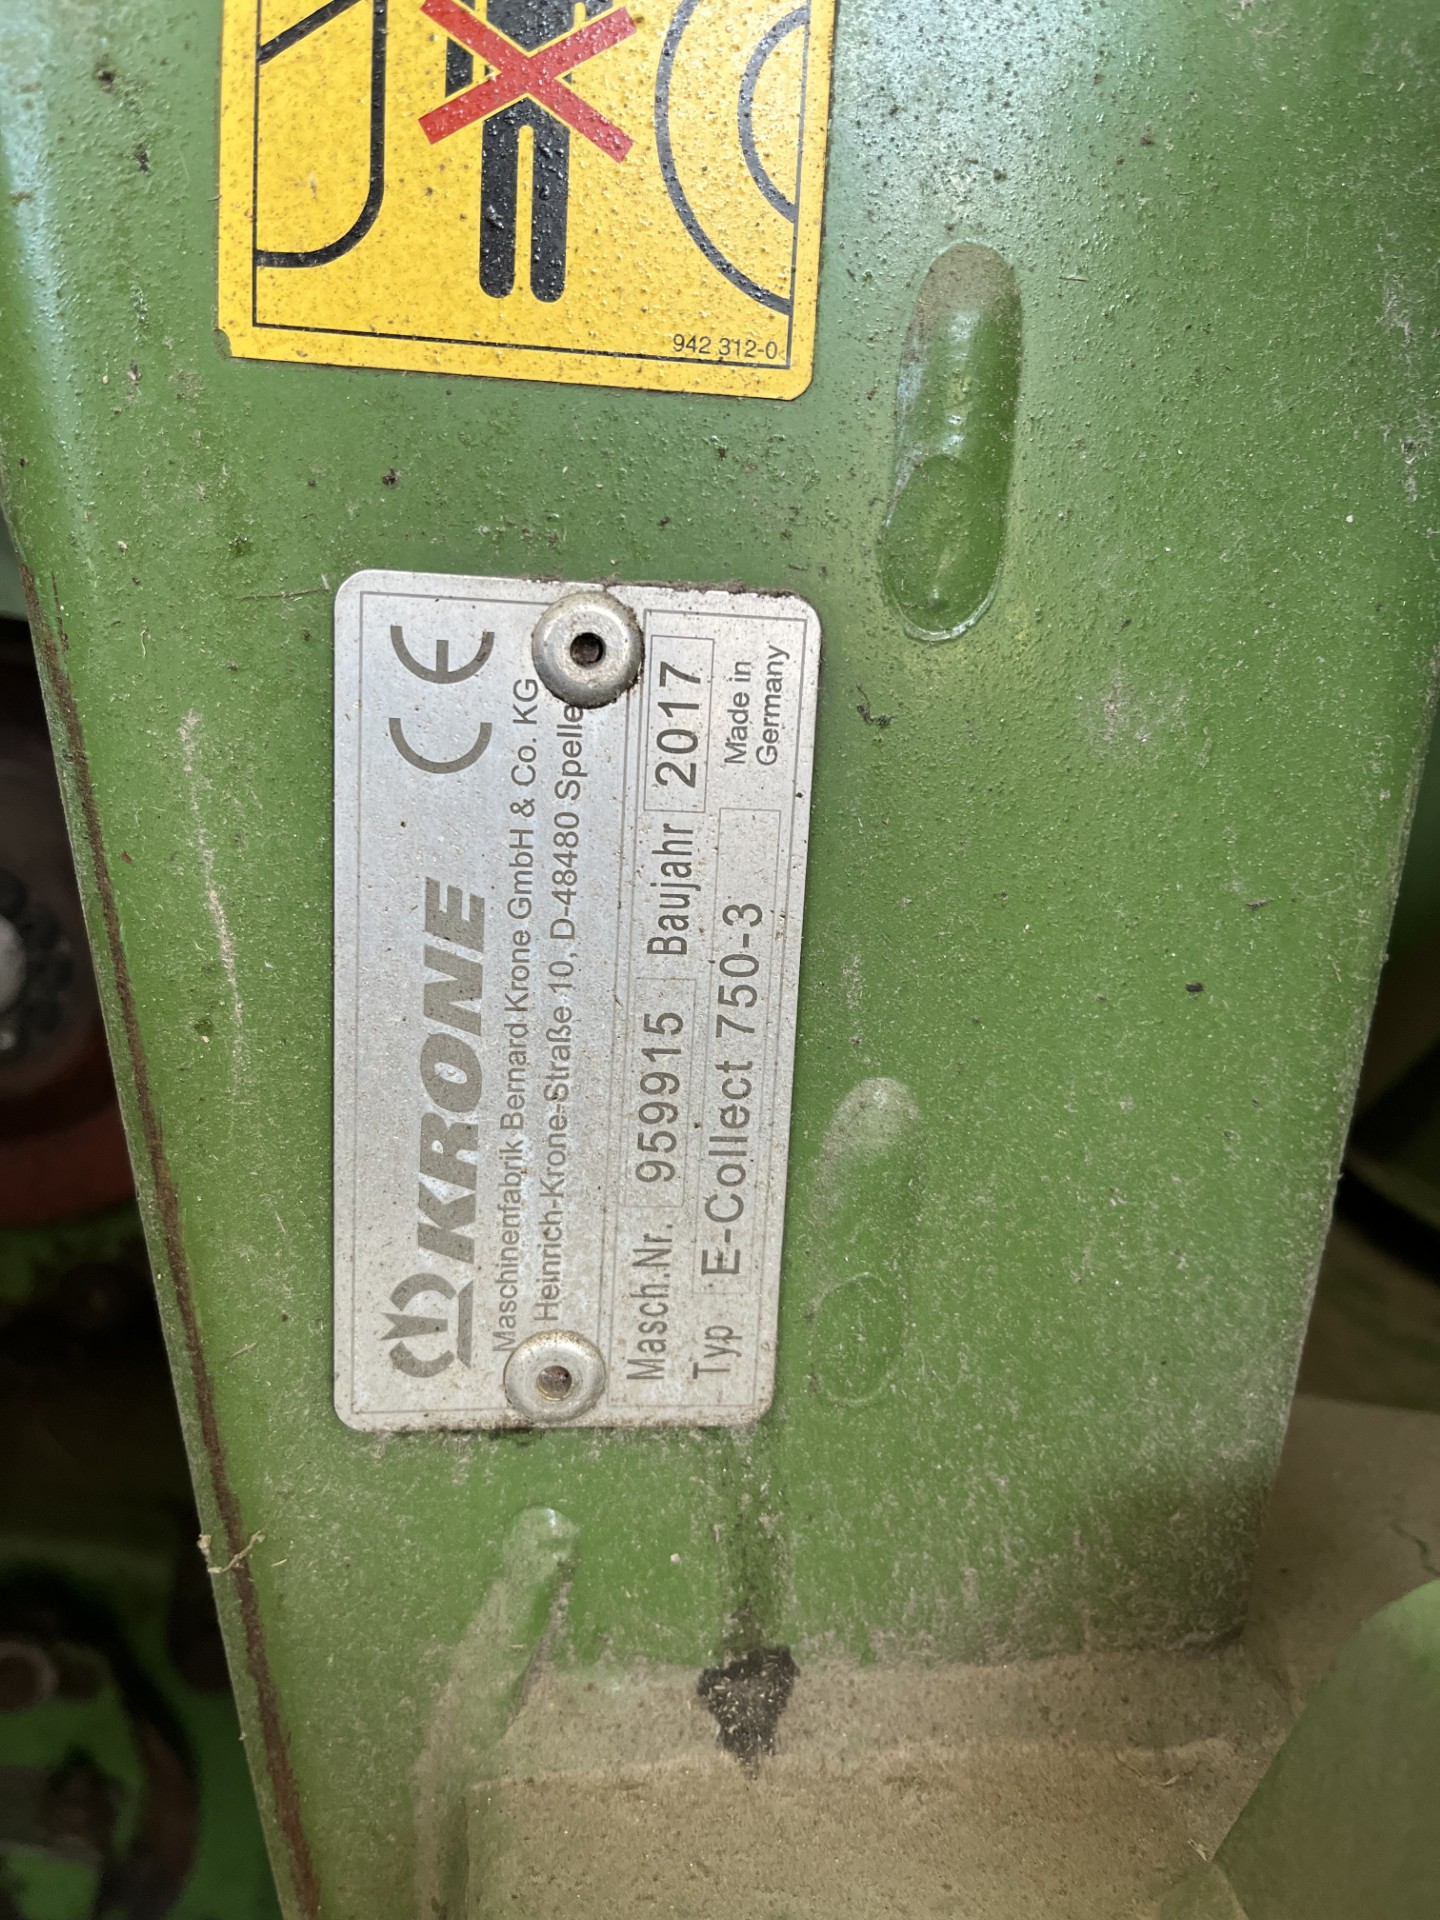 942 312-0
CE
KRONE
Maschinenfabrik Bernard Krone GmbH & Co. KG
Heinrich-Krone-Straße 10, D-48480 Spelle
Masch.Nr. 959915 Baujahr 2017
Typ E-Collect 750-3
Made in
Germany